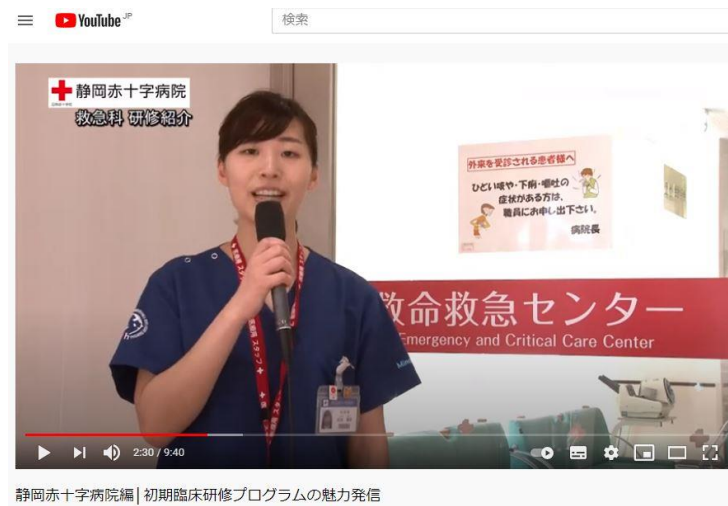 YouTube JP
検索
静岡赤十字病院
救急科 研修紹介
外来を受診される患者様へ
ひどい咳や・下痢・嘔吐の
症状がある方は、
職員にお申し出下さい。
病院長
救命救急センター
Emergency and Critical Care Center
2:30 / 9:40
静岡赤十字病院編│初期臨床研修プログラムの魅力発信